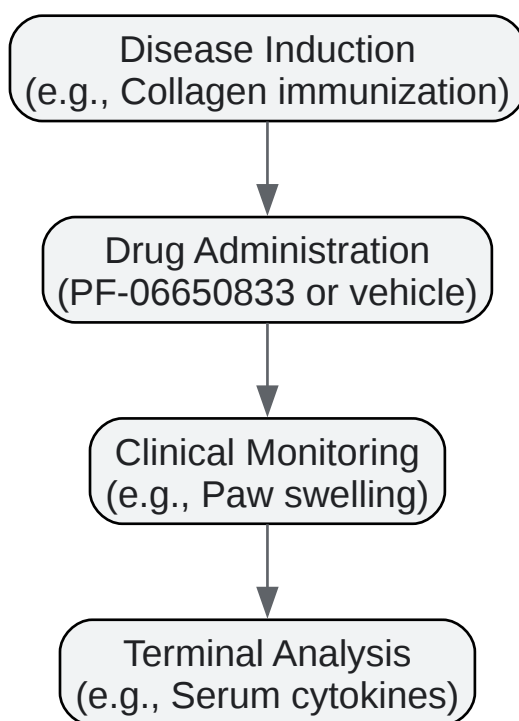 Disease Induction
(e.g., Collagen immunization)
Drug Administration
(PF-06650833 or vehicle)
Clinical Monitoring
(e.g., Paw swelling)
Terminal Analysis
(e.g., Serum cytokines)